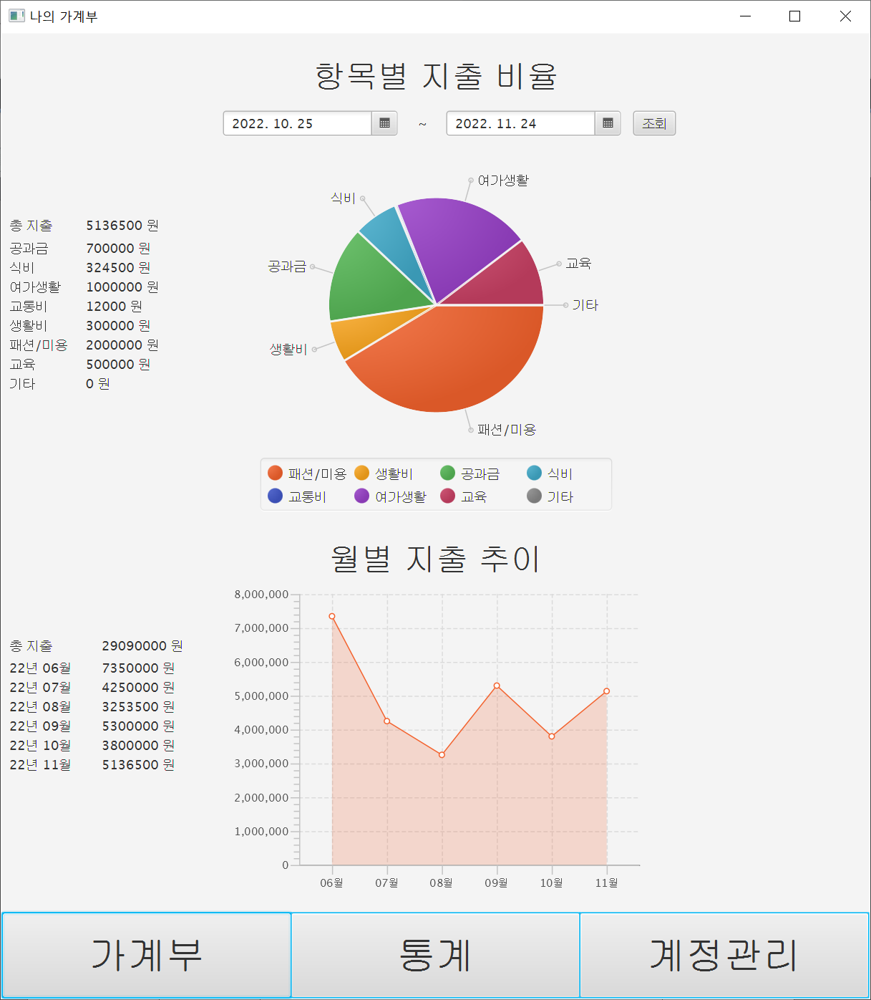 나의 가계부
항목별 지출 비율
2022. 10. 25 ~ 2022. 11. 24 조회
총 지출 5136500 원
공과금 700000 원
식비 324500 원
여가생활 1000000 원
교통비 12000 원
생활비 300000 원
패션/미용 2000000 원
교육 500000 원
기타 0 원
여가생활
식비
교육
공과금
기타
생활비
패션/미용
패션/미용 생활비 공과금 식비
교통비 여가생활 교육 기타
월별 지출 추이
총 지출 29090000 원
22년 06월 7350000 원
22년 07월 4250000 원
22년 08월 3253500 원
22년 09월 5300000 원
22년 10월 3800000 원
22년 11월 5136500 원
8,000,000
7,000,000
6,000,000
5,000,000
4,000,000
3,000,000
2,000,000
1,000,000
0
06월 07월 08월 09월 10월 11월
가계부 통계 계정관리